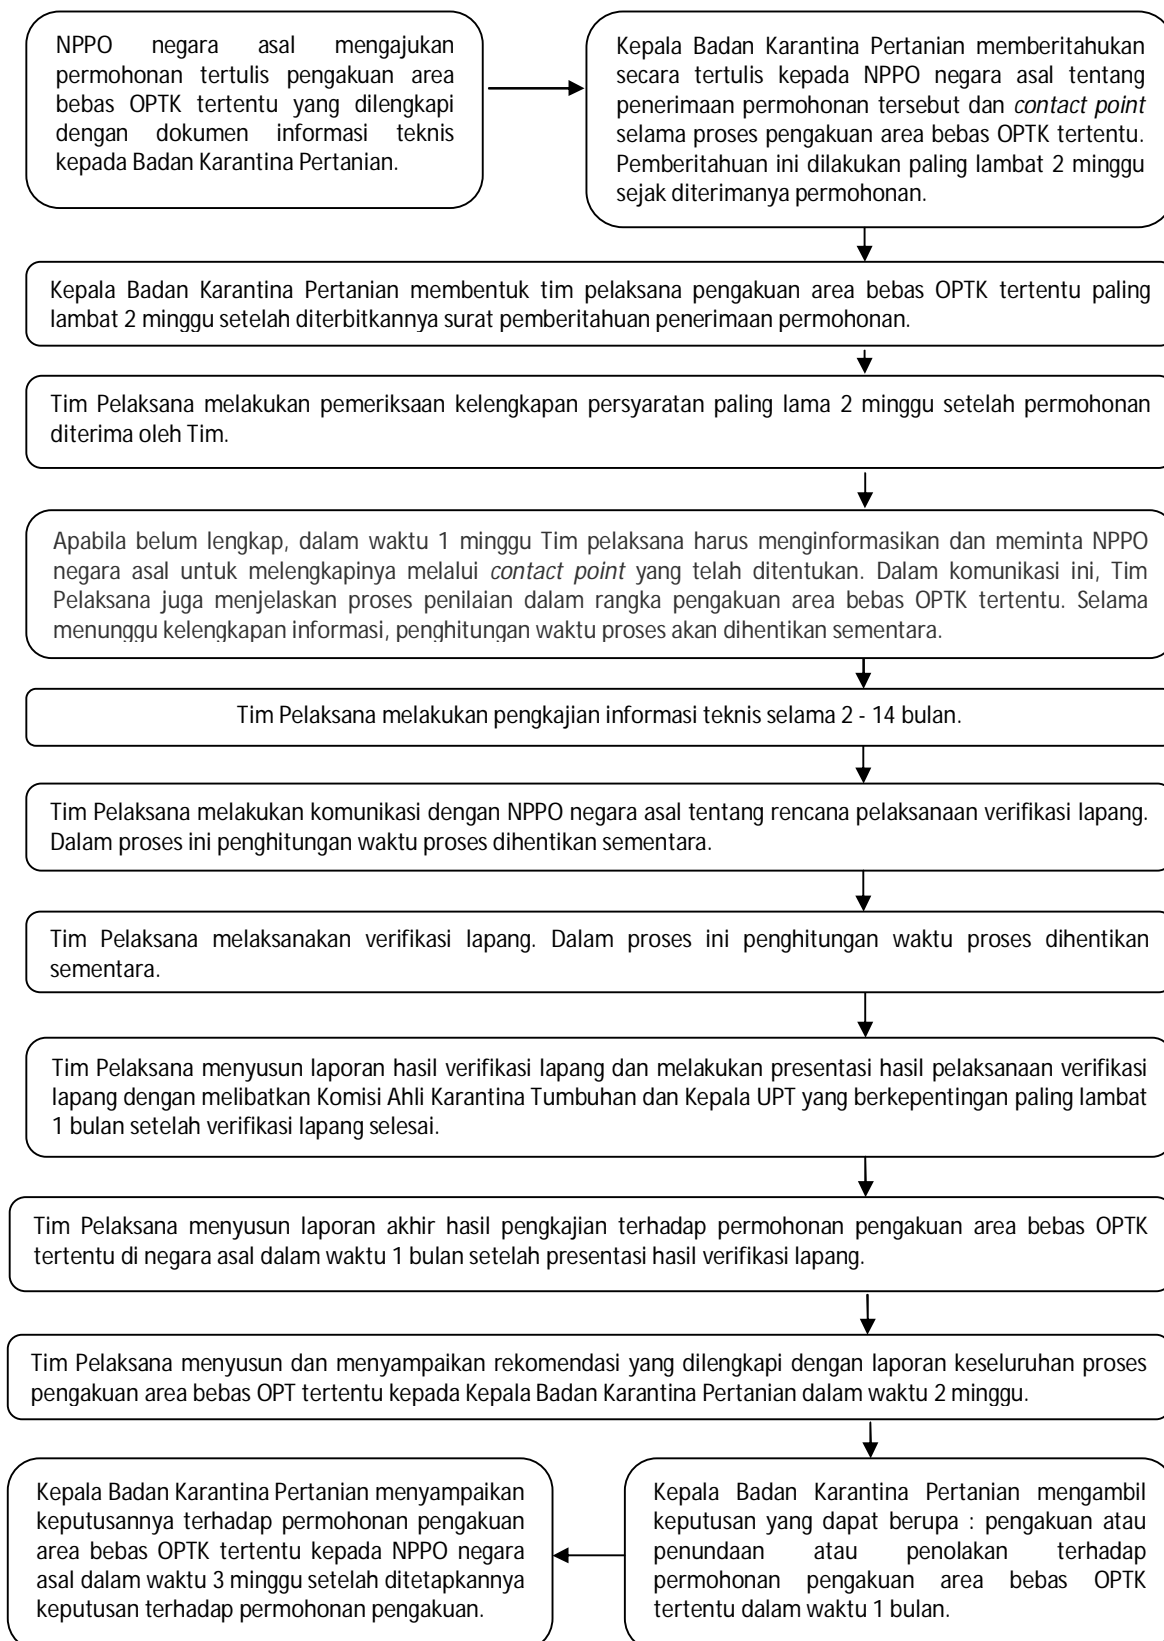 NPPO negara asal mengajukan
permohonan tertulis pengakuan area
bebas OPTK tertentu yang dilengkapi
dengan dokumen informasi teknis
kepada Badan Karantina Pertanian.
Kepala Badan Karantina Pertanian memberitahukan
secara tertulis kepada NPPO negara asal tentang
penerimaan permohonan tersebut dan contact point
selama proses pengakuan area bebas OPTK tertentu.
Pemberitahuan ini dilakukan paling lambat 2 minggu
sejak diterimanya permohonan.
Kepala Badan Karantina Pertanian membentuk tim pelaksana pengakuan area bebas OPTK tertentu paling
lambat 2 minggu setelah diterbitkannya surat pemberitahuan penerimaan permohonan.
Tim Pelaksana melakukan pemeriksaan kelengkapan persyaratan paling lama 2 minggu setelah permohonan
diterima oleh Tim.
Apabila belum lengkap, dalam waktu 1 minggu Tim pelaksana harus menginformasikan dan meminta NPPO
negara asal untuk melengkapinya melalui contact point yang telah ditentukan. Dalam komunikasi ini, Tim
Pelaksana juga menjelaskan proses penilaian dalam rangka pengakuan area bebas OPTK tertentu. Selama
menunggu kelengkapan informasi, penghitungan waktu proses akan dihentikan sementara.
Tim Pelaksana melakukan pengkajian informasi teknis selama 2 - 14 bulan.
Tim Pelaksana melakukan komunikasi dengan NPPO negara asal tentang rencana pelaksanaan verifikasi lapang.
Dalam proses ini penghitungan waktu proses dihentikan sementara.
Tim Pelaksana melaksanakan verifikasi lapang. Dalam proses ini penghitungan waktu proses dihentikan
sementara.
Tim Pelaksana menyusun laporan hasil verifikasi lapang dan melakukan presentasi hasil pelaksanaan verifikasi
lapang dengan melibatkan Komisi Ahli Karantina Tumbuhan dan Kepala UPT yang berkepentingan paling lambat
1 bulan setelah verifikasi lapang selesai.
Tim Pelaksana menyusun laporan akhir hasil pengkajian terhadap permohonan pengakuan area bebas OPTK
tertentu di negara asal dalam waktu 1 bulan setelah presentasi hasil verifikasi lapang.
Tim Pelaksana menyusun dan menyampaikan rekomendasi yang dilengkapi dengan laporan keseluruhan proses
pengakuan area bebas OPT tertentu kepada Kepala Badan Karantina Pertanian dalam waktu 2 minggu.
Kepala Badan Karantina Pertanian mengambil
keputusan yang dapat berupa : pengakuan atau
penundaan atau penolakan terhadap
permohonan pengakuan area bebas OPTK
tertentu dalam waktu 1 bulan.
Kepala Badan Karantina Pertanian menyampaikan
keputusannya terhadap permohonan pengakuan
area bebas OPTK tertentu kepada NPPO negara
asal dalam waktu 3 minggu setelah ditetapkannya
keputusan terhadap permohonan pengakuan.